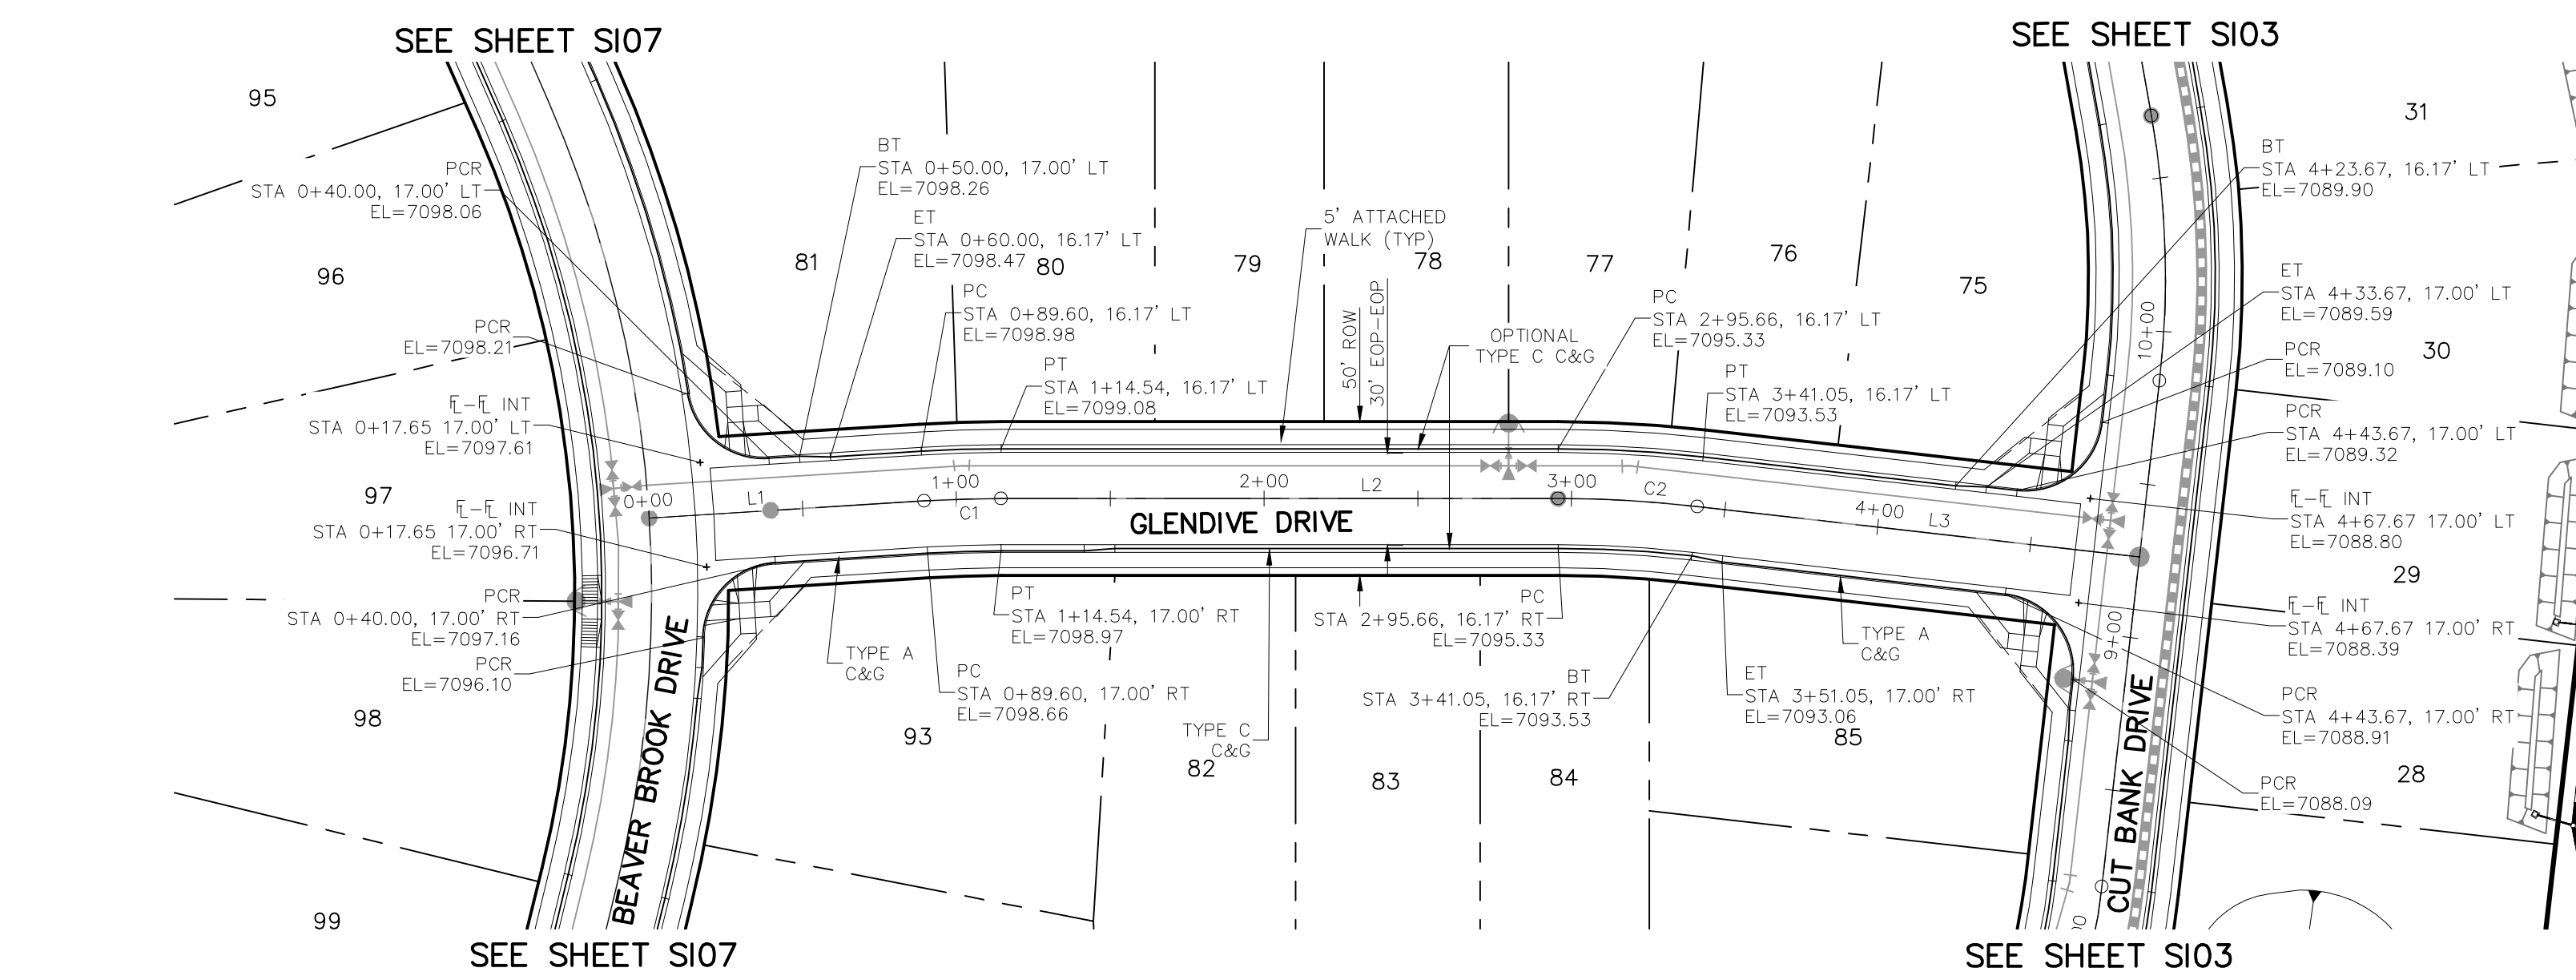 SEE SHEET SI07
SEE SHEET SI03
95
96
97
98
99
PCR
STA 0+40.00, 17.00' LT
EL=7098.06
PCR
EL=7098.21
FL-FL INT
STA 0+17.65 17.00' LT
EL=7097.61
FL-FL INT
STA 0+17.65 17.00' RT
EL=7096.71
PCR
STA 0+40.00, 17.00' RT
EL=7097.16
PCR
EL=7096.10
81
80
79
78
77
76
75
BT
STA 0+50.00, 17.00' LT
EL=7098.26
ET
STA 0+60.00, 16.17' LT
EL=7098.47
PC
STA 0+89.60, 16.17' LT
EL=7098.98
PT
STA 1+14.54, 16.17' LT
EL=7099.08
5' ATTACHED
WALK (TYP)
50' ROW
30' EOP-EOP
OPTIONAL
TYPE C C&G
PC
STA 2+95.66, 16.17' LT
EL=7095.33
PT
STA 3+41.05, 16.17' LT
EL=7093.53
0+00
L1
1+00
C1
2+00
L2
3+00
C2
4+00
L3
GLENDIVE DRIVE
TYPE A
C&G
PC
STA 0+89.60, 17.00' RT
EL=7098.66
PT
STA 1+14.54, 17.00' RT
EL=7098.97
TYPE C
C&G
PC
STA 2+95.66, 16.17' RT
EL=7095.33
BT
STA 3+41.05, 16.17' RT
EL=7093.53
ET
STA 3+51.05, 17.00' RT
EL=7093.06
TYPE A
C&G
93
82
83
84
85
BEAVER BROOK DRIVE
CUT BANK DRIVE
10+00
9+00
00
BT
STA 4+23.67, 16.17' LT
EL=7089.90
ET
STA 4+33.67, 17.00' LT
EL=7089.59
PCR
EL=7089.10
PCR
STA 4+43.67, 17.00' LT
EL=7089.32
FL-FL INT
STA 4+67.67 17.00' LT
EL=7088.80
FL-FL INT
STA 4+67.67 17.00' RT
EL=7088.39
PCR
STA 4+43.67, 17.00' RT
EL=7088.91
PCR
EL=7088.09
31
30
29
28
SEE SHEET SI07
SEE SHEET SI03